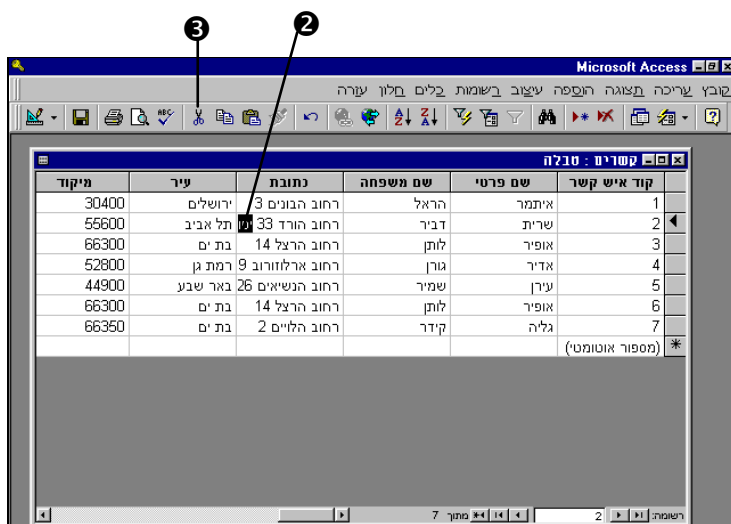 ❸ ❷
Microsoft Access
קובץ עריכה תצוגה הוספה עיצוב רשומות כלים חלון עזרה
קשרים : טבלה
קוד איש קשר שם פרטי שם משפחה כתובת עיר מיקוד
1 איתמר הראל רחוב הבונים 3 ירושלים 30400
2 שרית דביר רחוב הורד 33 ימו תל אביב 55600
3 אופיר לותן רחוב הרצל 14 בת ים 66300
4 אדיר גורן רחוב ארלוזורוב 9 רמת גן 52800
5 עירן שמיר רחוב הנשיאים 26 באר שבע 44900
6 אופיר לותן רחוב הרצל 14 בת ים 66300
7 גליה קידר רחוב הלויים 2 בת ים 66350
(מספור אוטומטי)
רשומה: 2 מתוך 7